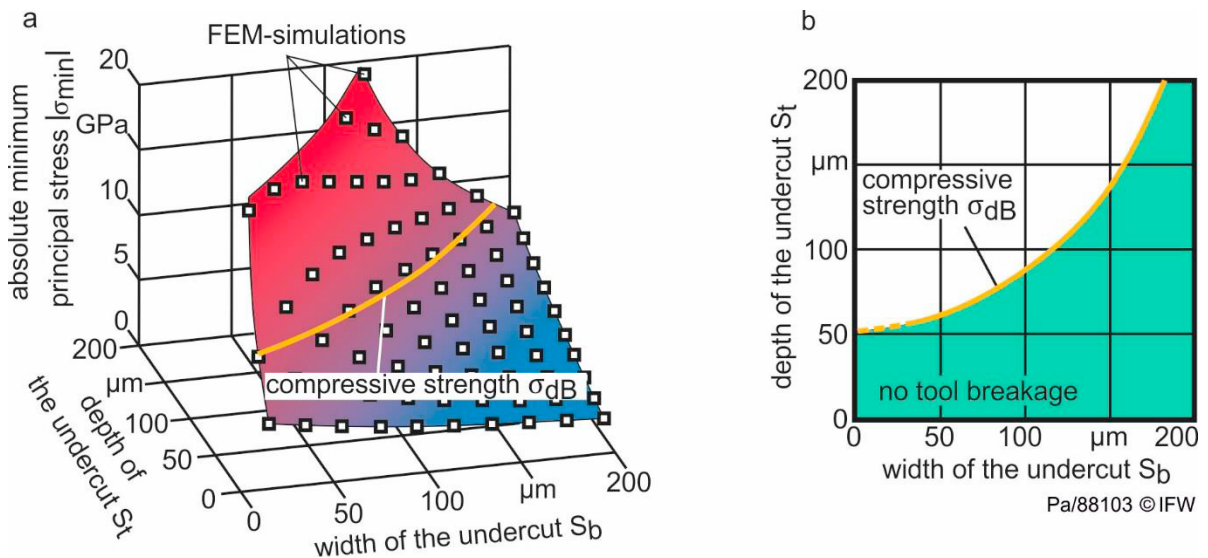 a
FEM-simulations
absolute minimum
principal stress |σmin|
20
GPa
10
5
0
200
μm
100
50
0
depth of
the undercut St
compressive strength σdB
0
50
100
μm
200
width of the undercut Sb
b
depth of the undercut St
200
μm
100
50
0
compressive
strength σdB
no tool breakage
0
50
100
μm
200
width of the undercut Sb
Pa/88103 © IFW